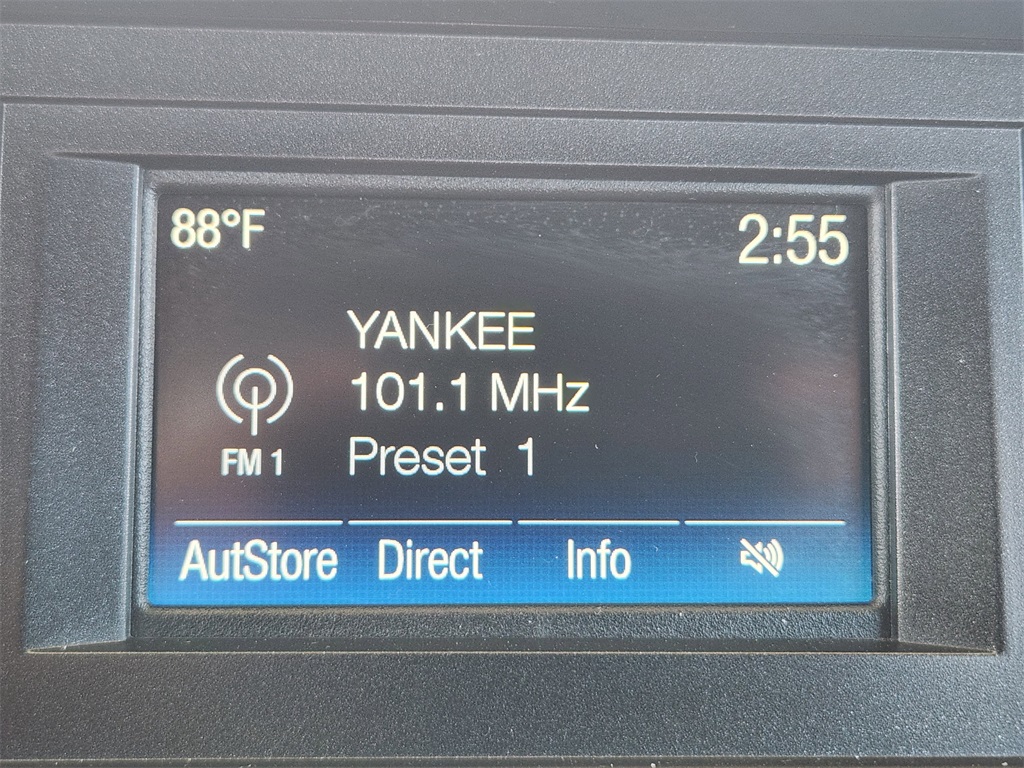 88°F 2:55
YANKEE
101.1 MHz
FM 1 Preset 1
AutStore Direct Info